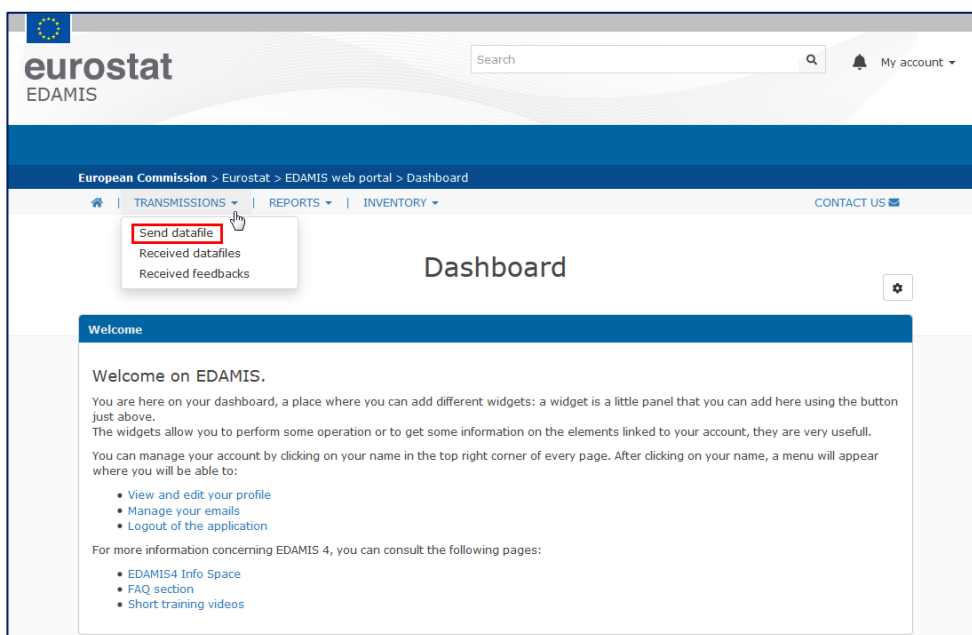 eurostat
EDAMIS
Search
My account
European Commission > Eurostat > EDAMIS web portal > Dashboard
| TRANSMISSIONS | REPORTS | INVENTORY
CONTACT US
Send datafile
Received datafiles
Received feedbacks
Dashboard
Welcome
Welcome on EDAMIS.
You are here on your dashboard, a place where you can add different widgets: a widget is a little panel that you can add here using the button
just above.
The widgets allow you to perform some operation or to get some information on the elements linked to your account, they are very usefull.
You can manage your account by clicking on your name in the top right corner of every page. After clicking on your name, a menu will appear
where you will be able to:
• View and edit your profile
• Manage your emails
• Logout of the application
For more information concerning EDAMIS 4, you can consult the following pages:
• EDAMIS4 Info Space
• FAQ section
• Short training videos